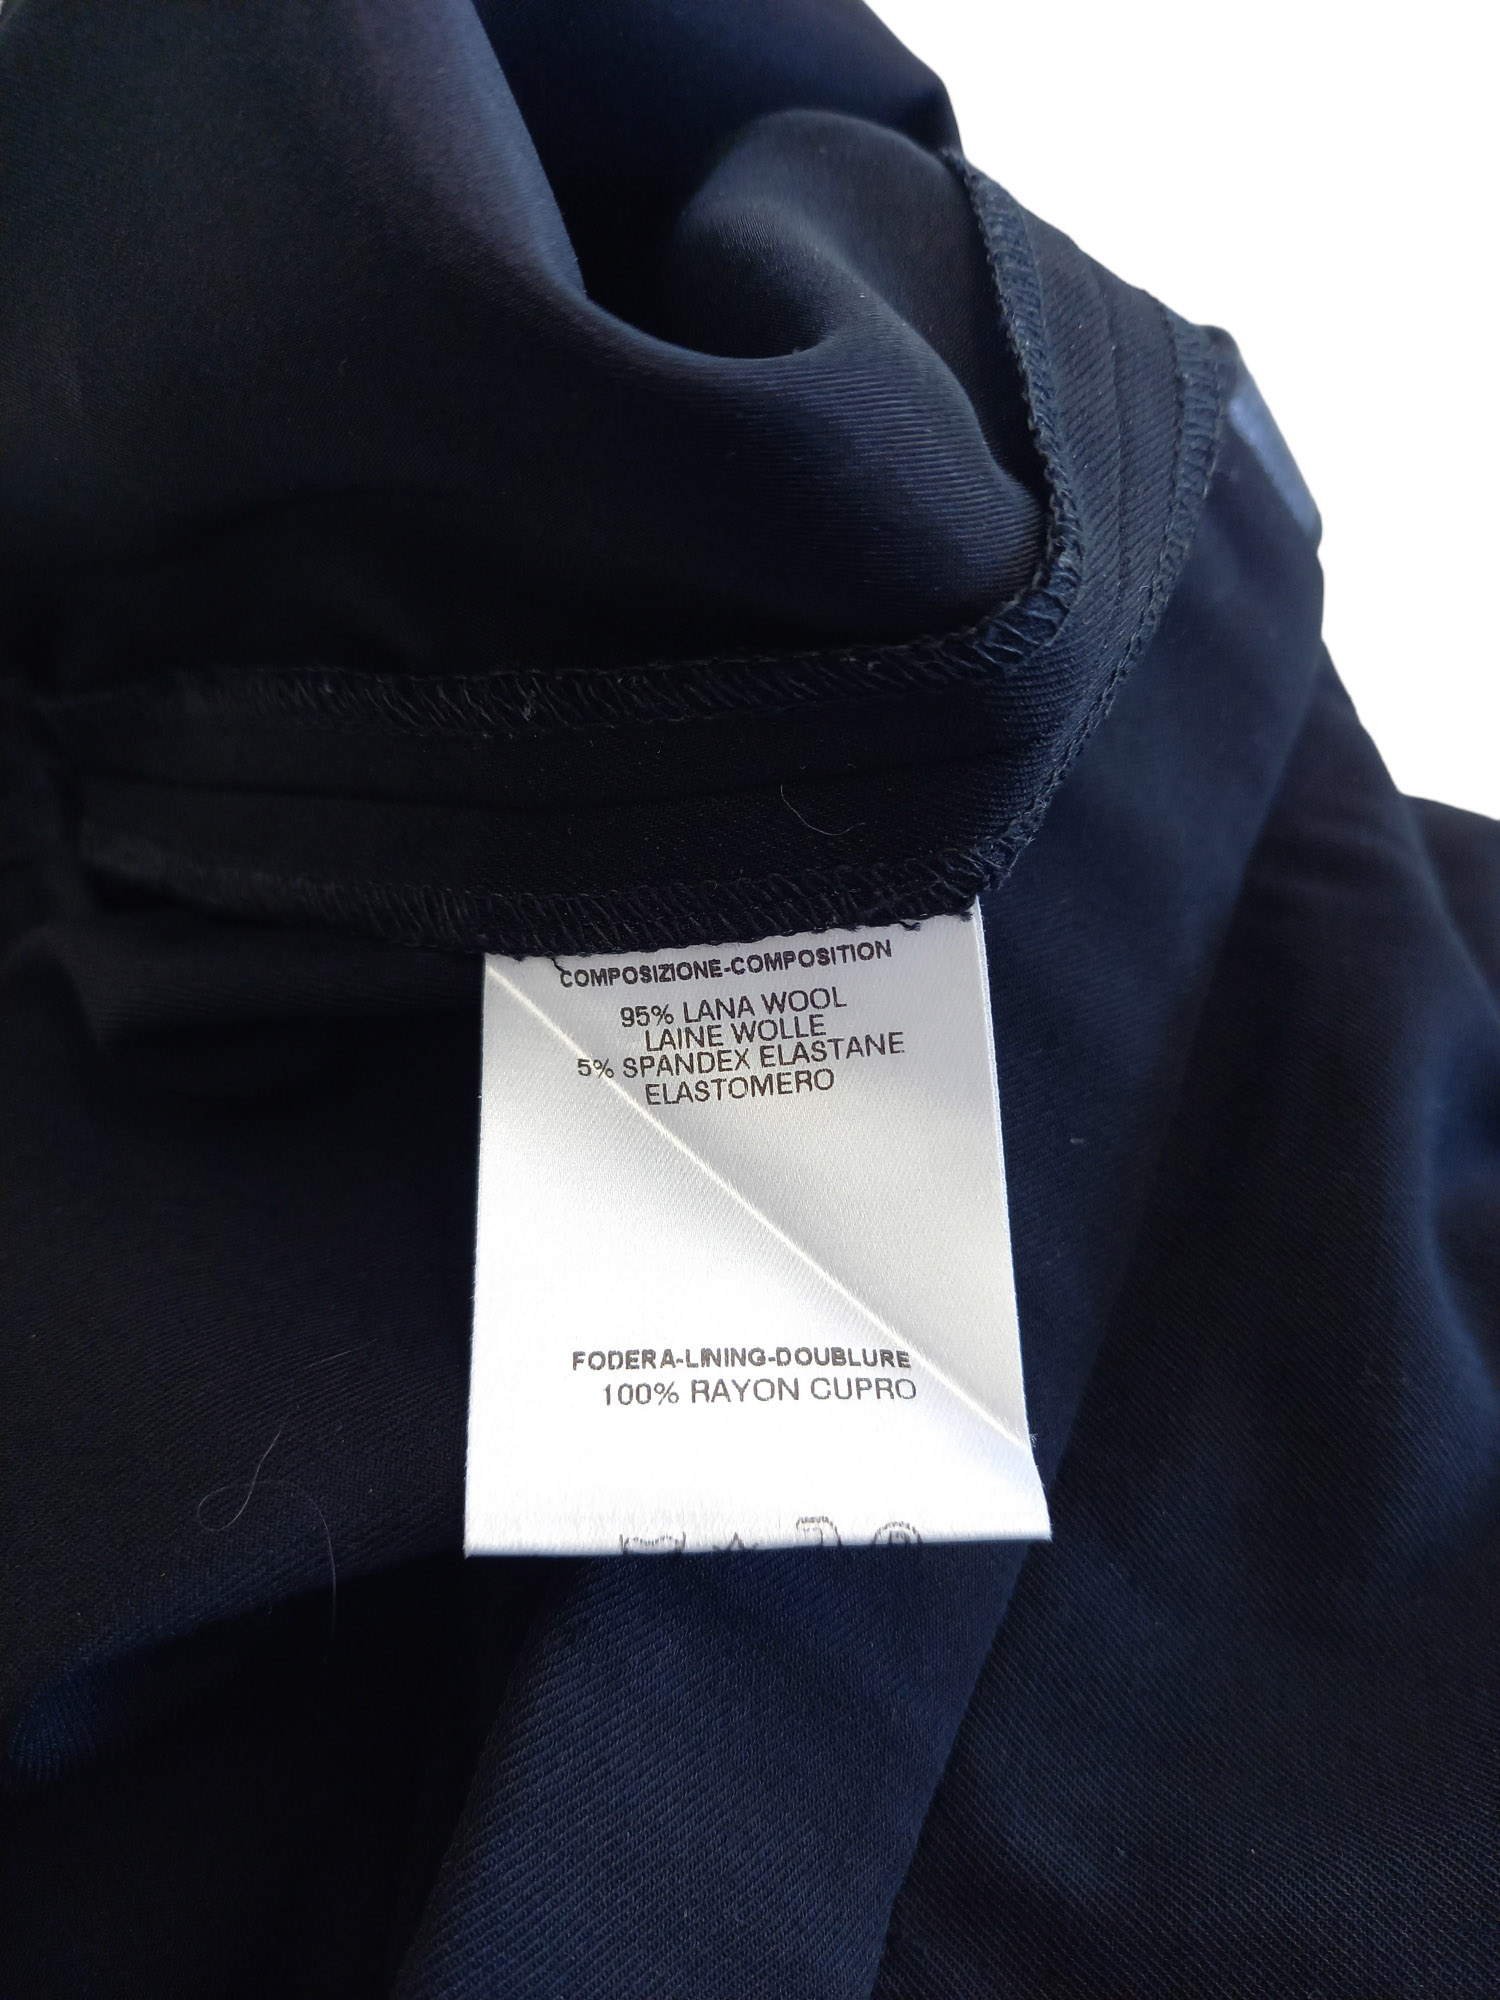 COMPOSIZIONE-COMPOSITION
95% LANA WOOL
LAINE WOLLE
5% SPANDEX ELASTANE
ELASTOMERO
FODERA-LINING-DOUBLURE
100% RAYON CUPRO